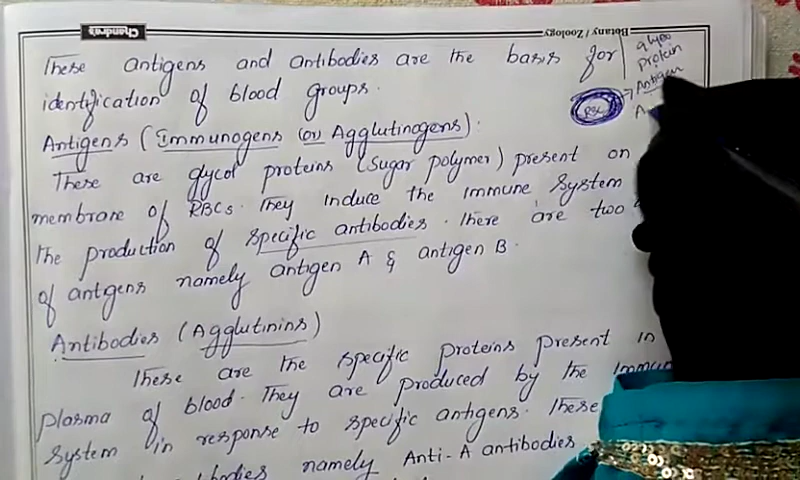 Botany / Zoology
Chandra's
These antigens and antibodies are the basis for
identification of blood groups.
glyco
Protein
Antigen
A
RBC
Antigens (Immunogens (or) Agglutinogens):
These are glycol proteins (sugar polymer) present on
membrane of RBCs. They induce the immune system
the production of specific antibodies. There are two
of antigns namely antigen A & antigen B.
Antibodies (Agglutinins)
These are the specific proteins present in
plasma of blood. They are produced by the Immun
system in response to specific antigens. These
namely Anti-A antibodies